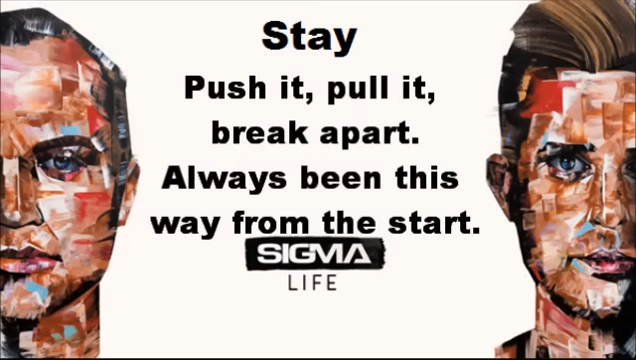 Stay
Push it, pull it,
break apart.
Always been this
way from the start.
SIGMA
LIFE